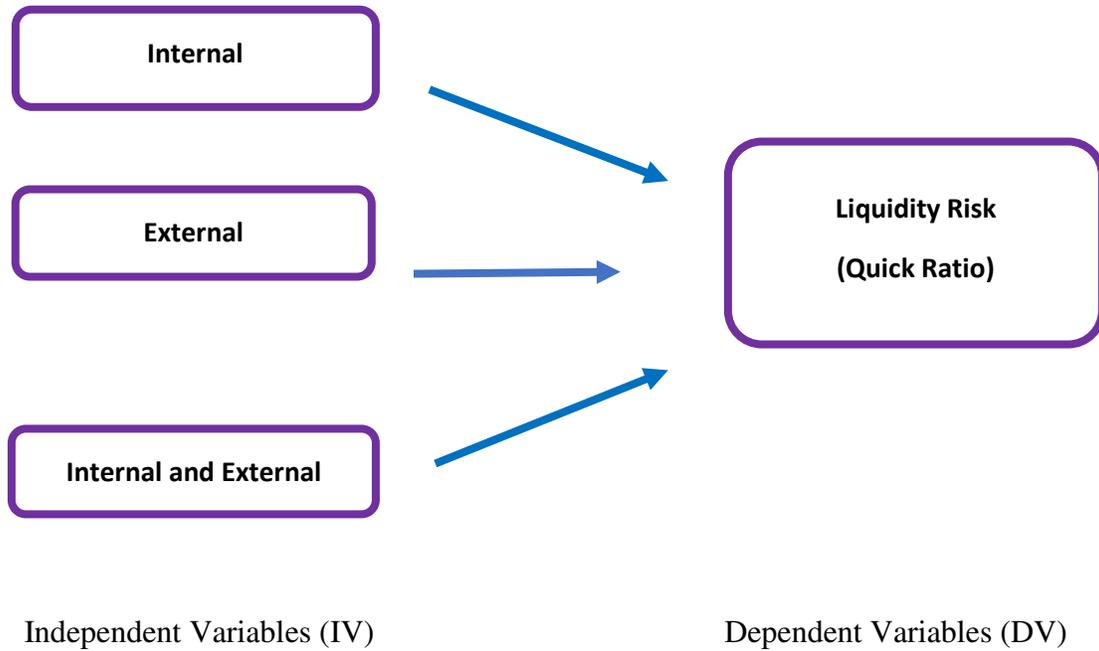 Internal
External
Internal and External
Liquidity Risk
(Quick Ratio)
Independent Variables (IV)
Dependent Variables (DV)